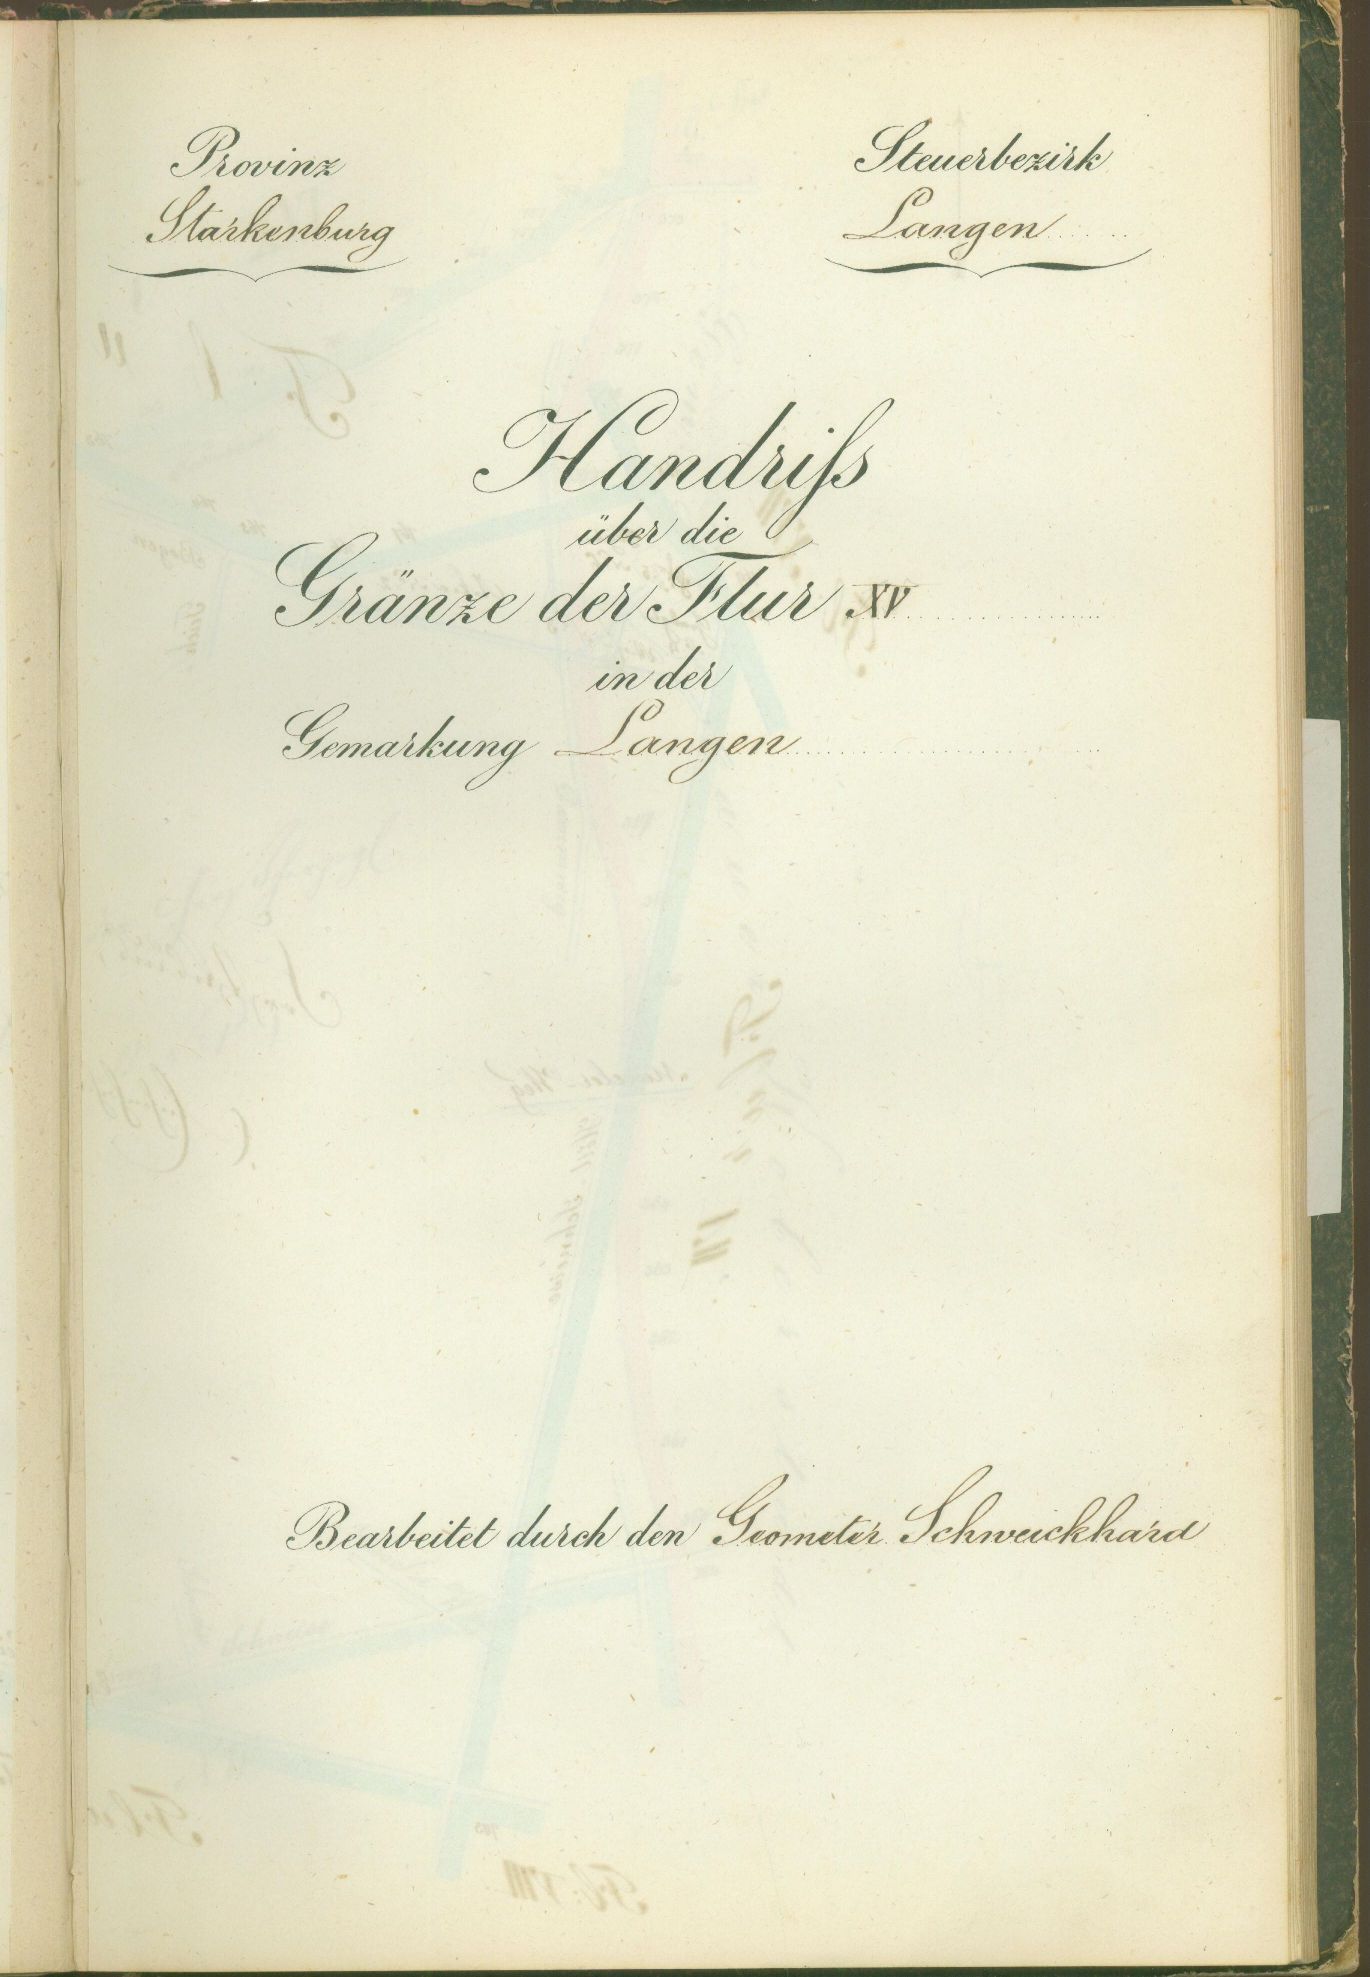 Provinz
Starkenburg
Steuerbezirk
Langen
Handriſs
über die
Gränze der Flur XV
in der
Gemarkung Langen
Bearbeitet durch den Geometer Schweickhard